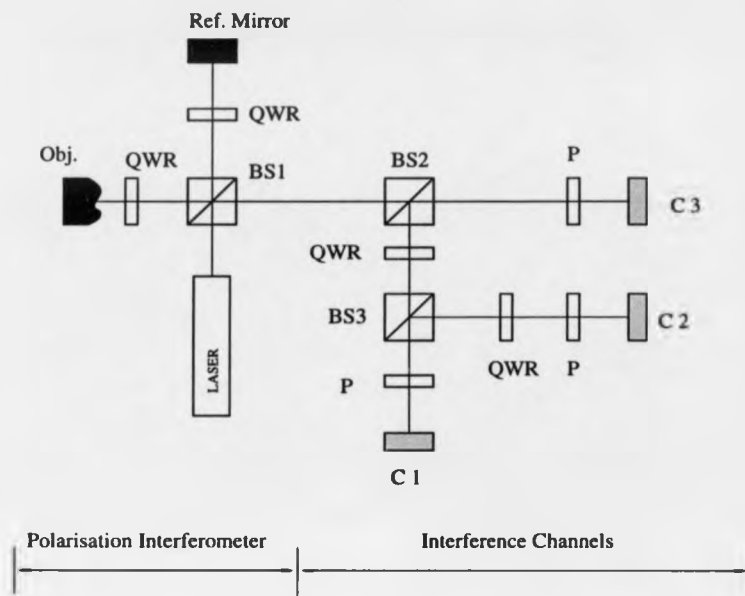 Ref. Mirror
QWR
Obj.
QWR
BS1
BS2
P
C 3
QWR
BS3
C 2
LASER
P
QWR
P
C 1
Polarisation Interferometer
Interference Channels